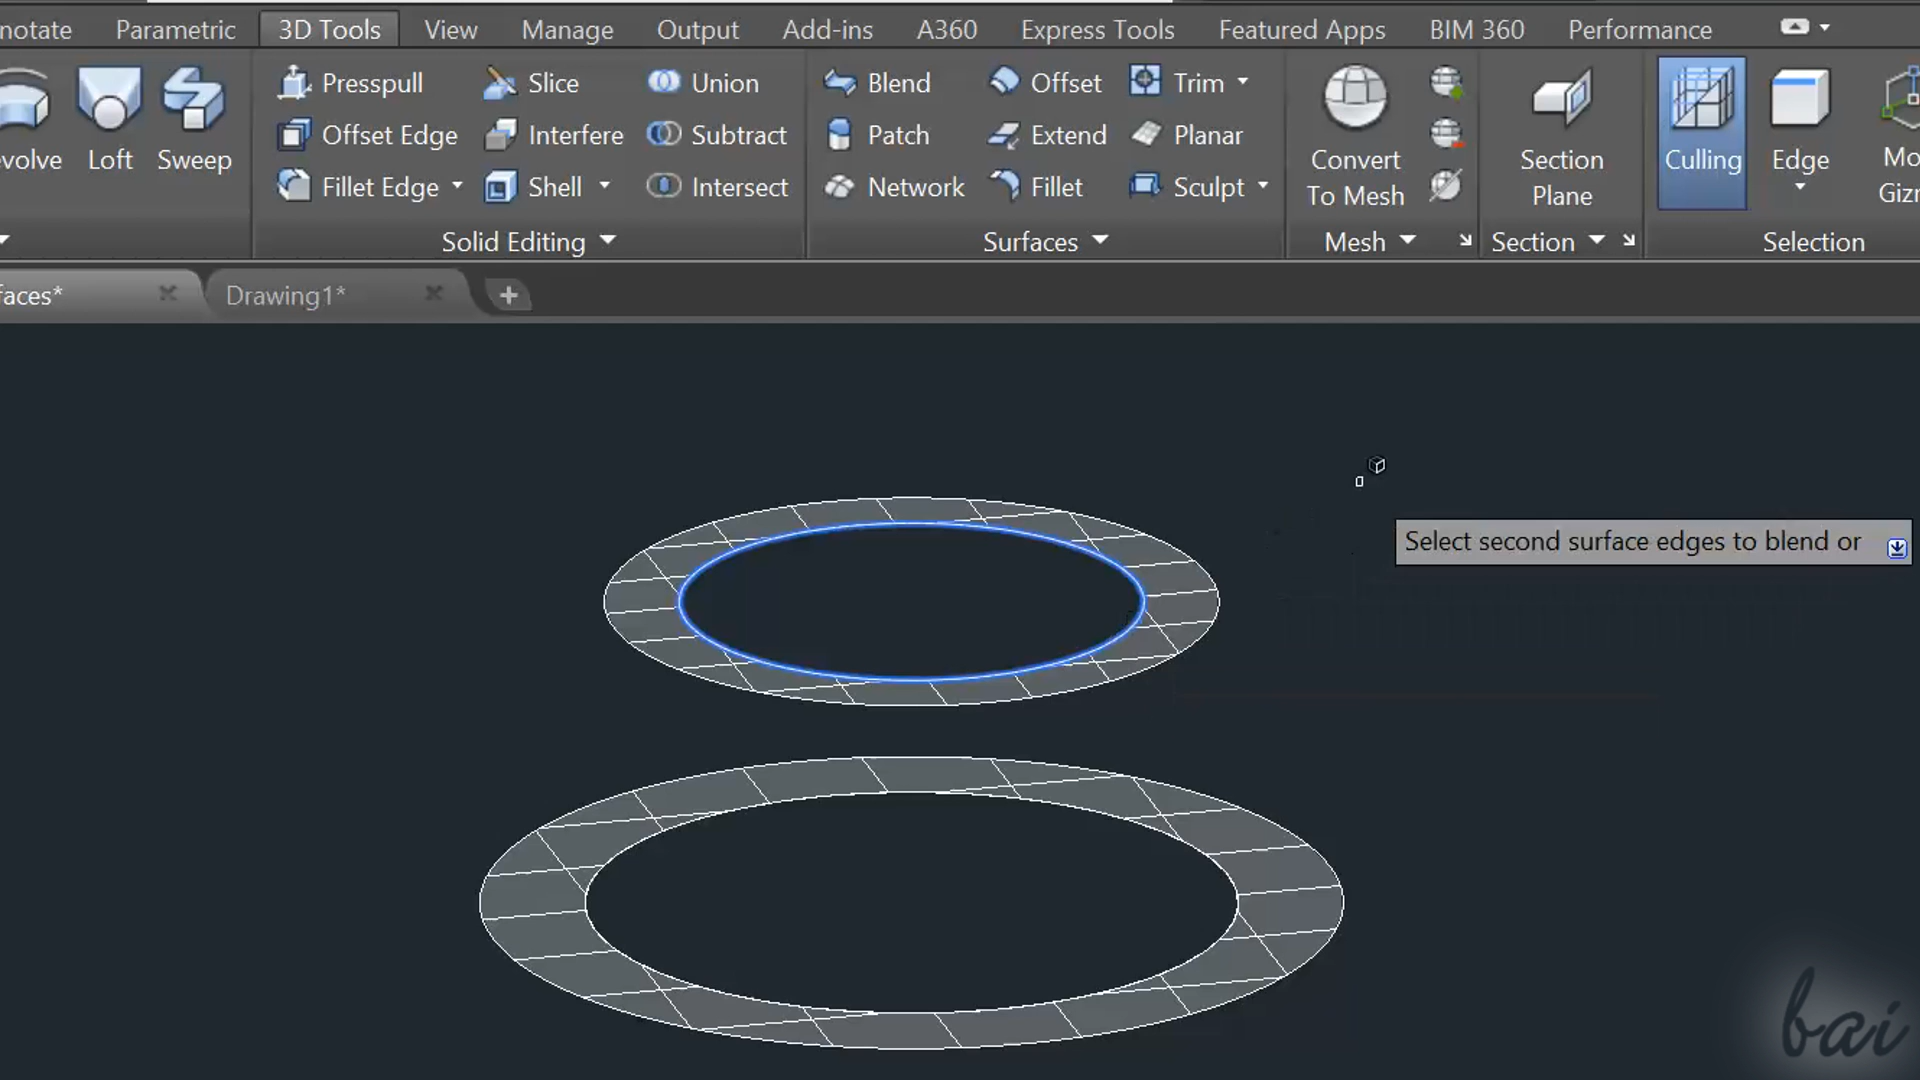 notate Parametric 3D Tools View Manage Output Add-ins A360 Express Tools Featured Apps BIM 360 Performance
Presspull Slice Union Blend Offset Trim
Offset Edge Interfere Subtract Patch Extend Planar
evolve Loft Sweep Convert To Mesh Section Plane Culling Edge Mo Gizr
Fillet Edge Shell Intersect Network Fillet Sculpt
Solid Editing Surfaces Mesh Section Selection
faces* Drawing1*
Select second surface edges to blend or
bai